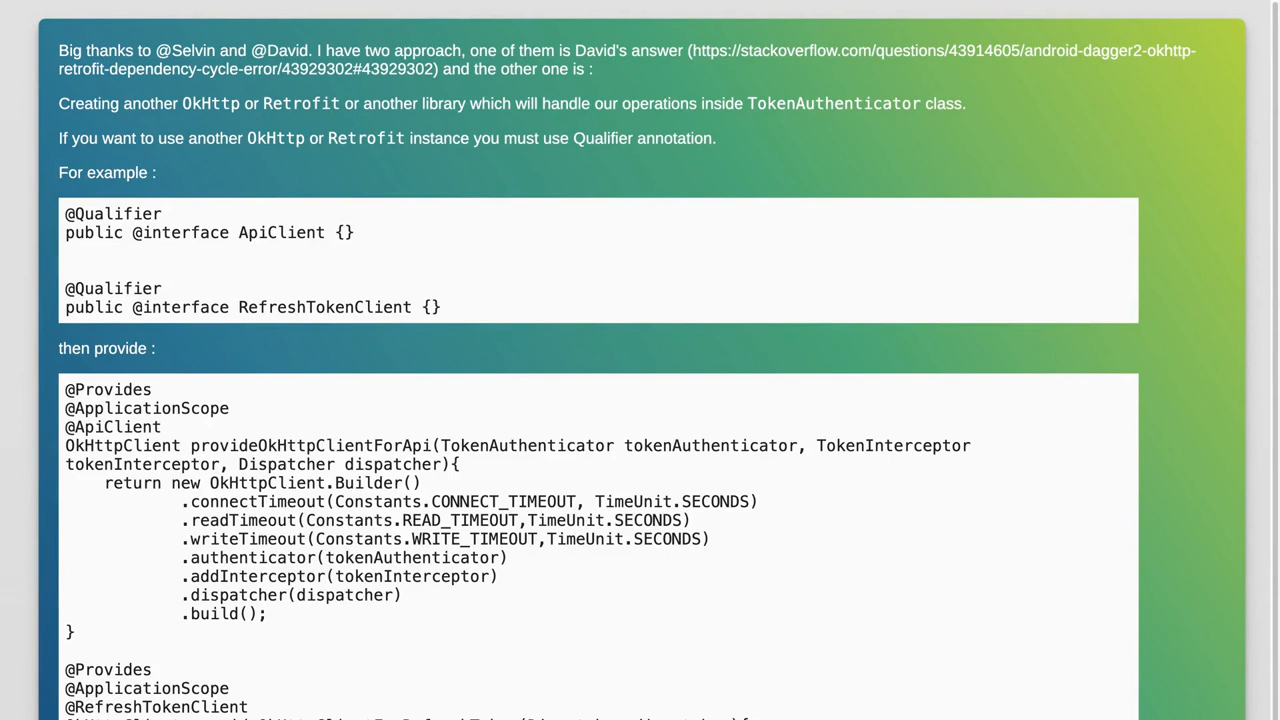 Big thanks to @Selvin and @David. I have two approach, one of them is David's answer (https://stackoverflow.com/questions/43914605/android-dagger2-okhttp-
retrofit-dependency-cycle-error/43929302#43929302) and the other one is :
Creating another OkHttp or Retrofit or another library which will handle our operations inside TokenAuthenticator class.
If you want to use another OkHttp or Retrofit instance you must use Qualifier annotation.
For example :
@Qualifier
public @interface ApiClient {}
@Qualifier
public @interface RefreshTokenClient {}
then provide :
@Provides
@ApplicationScope
@ApiClient
OkHttpClient provideOkHttpClientForApi(TokenAuthenticator tokenAuthenticator, TokenInterceptor
tokenInterceptor, Dispatcher dispatcher){
return new OkHttpClient.Builder()
.connectTimeout(Constants.CONNECT_TIMEOUT, TimeUnit.SECONDS)
.readTimeout(Constants.READ_TIMEOUT,TimeUnit.SECONDS)
.writeTimeout(Constants.WRITE_TIMEOUT,TimeUnit.SECONDS)
.authenticator(tokenAuthenticator)
.addInterceptor(tokenInterceptor)
.dispatcher(dispatcher)
.build();
}
@Provides
@ApplicationScope
@RefreshTokenClient